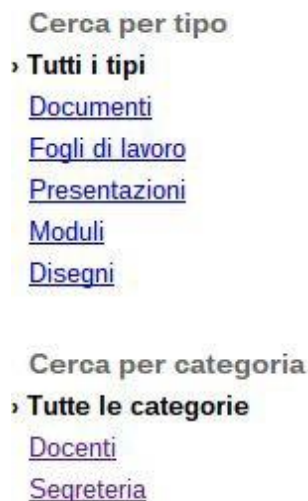 Cerca per tipo
› Tutti i tipi
Documenti
Fogli di lavoro
Presentazioni
Moduli
Disegni
Cerca per categoria
› Tutte le categorie
Docenti
Segreteria